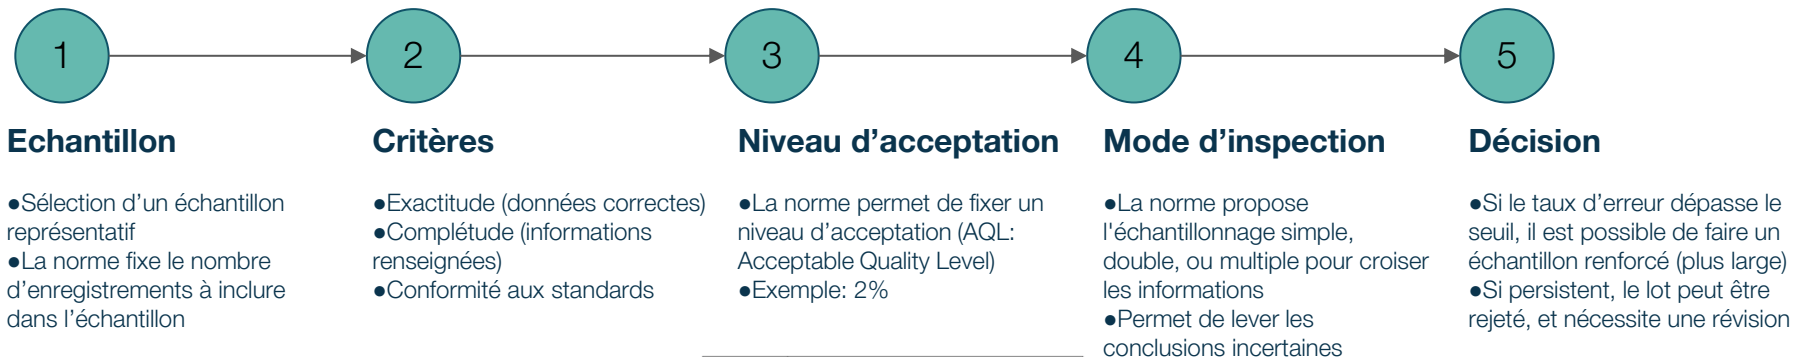 1
2
3
4
5
Echantillon
●Sélection d’un échantillon
représentatif
●La norme fixe le nombre
d’enregistrements à inclure
dans l’échantillon
Critères
●Exactitude (données correctes)
●Complétude (informations
renseignées)
●Conformité aux standards
Niveau d’acceptation
●La norme permet de fixer un
niveau d’acceptation (AQL:
Acceptable Quality Level)
●Exemple: 2%
Mode d’inspection
●La norme propose
l'échantillonnage simple,
double, ou multiple pour croiser
les informations
●Permet de lever les
conclusions incertaines
Décision
●Si le taux d’erreur dépasse le
seuil, il est possible de faire un
échantillon renforcé (plus large)
●Si persistent, le lot peut être
rejeté, et nécessite une révision